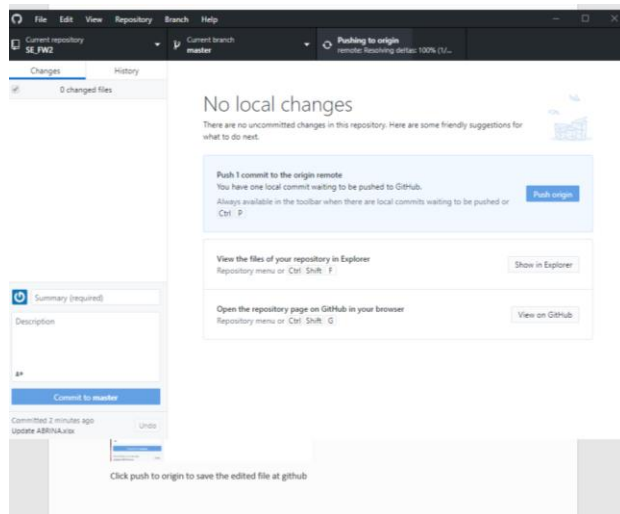 File Edit View Repository Branch Help
Current repository
SE_FW2
Current branch
master
Pushing to origin
remote: Resolving deltas: 100% (1/...
Changes History
0 changed files
No local changes
There are no uncommitted changes in this repository. Here are some friendly suggestions for
what to do next.
Push 1 commit to the origin remote
You have one local commit waiting to be pushed to GitHub.
Always available in the toolbar when there are local commits waiting to be pushed or
Ctrl P
Push origin
View the files of your repository in Explorer
Repository menu or Ctrl Shift F
Show in Explorer
Open the repository page on GitHub in your browser
Repository menu or Ctrl Shift G
View on GitHub
Summary (required)
Description
Commit to master
Committed 2 minutes ago
Update ABRINA.xlsx
Undo
Click push to origin to save the edited file at github